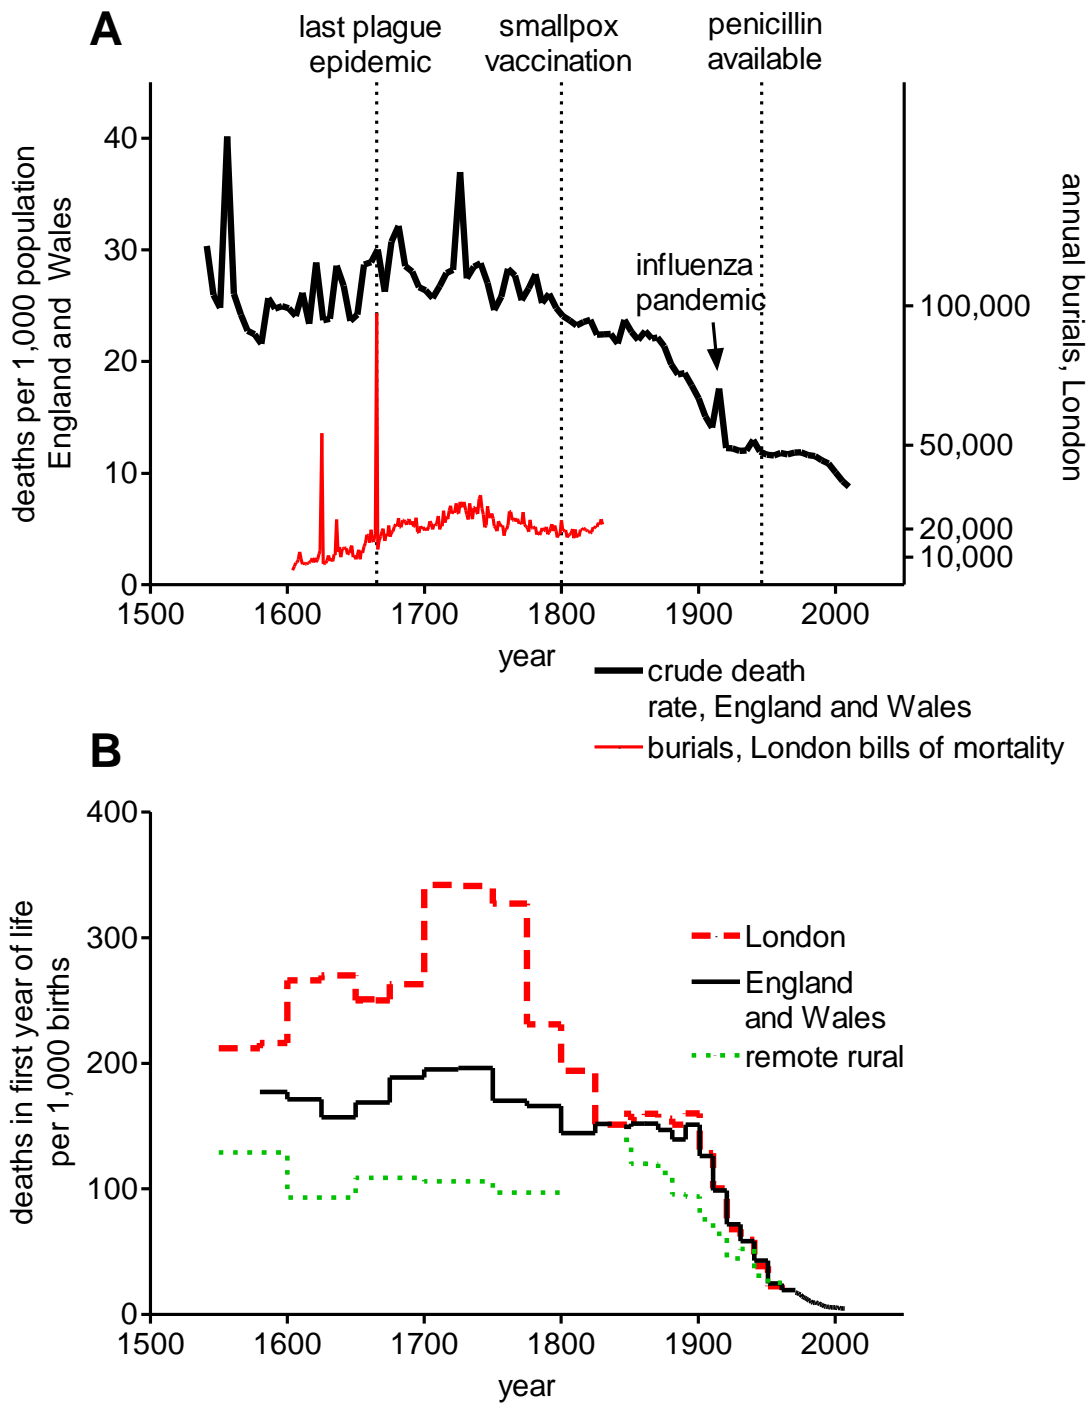 A
last plague
epidemic
smallpox
vaccination
penicillin
available
deaths per 1,000 population
England and Wales
40
30
20
10
0
influenza
pandemic
annual burials, London
100,000
50,000
20,000
10,000
1500 1600 1700 1800 1900 2000
year
crude death
rate, England and Wales
burials, London bills of mortality
B
deaths in first year of life
per 1,000 births
400
300
200
100
0
London
England
and Wales
remote rural
1500 1600 1700 1800 1900 2000
year